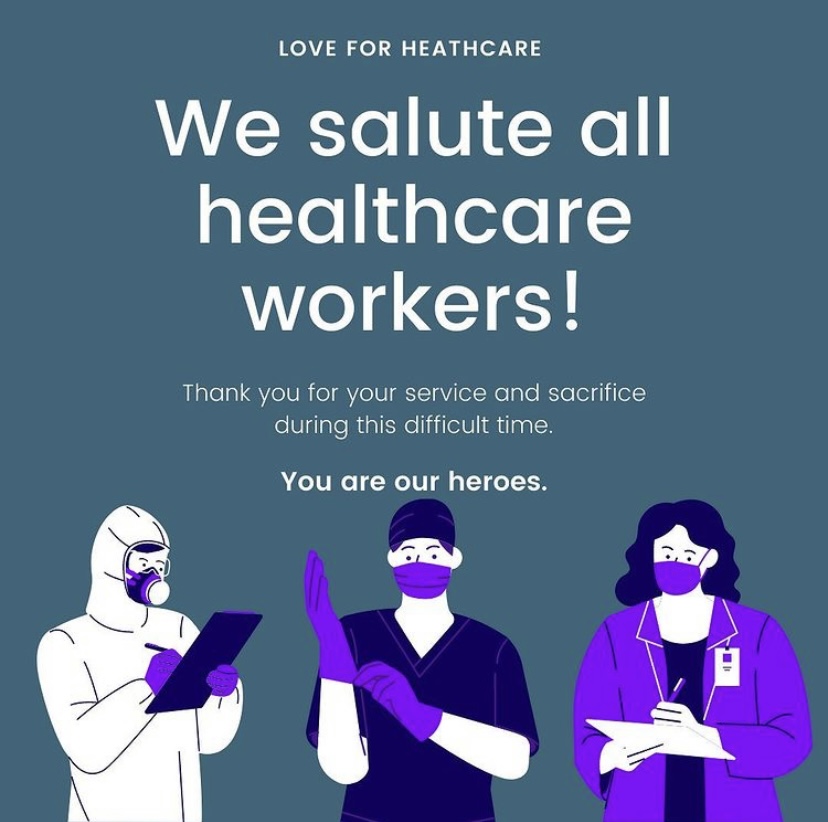 LOVE FOR HEATHCARE
We salute all
healthcare
workers!
Thank you for your service and sacrifice
during this difficult time.
You are our heroes.